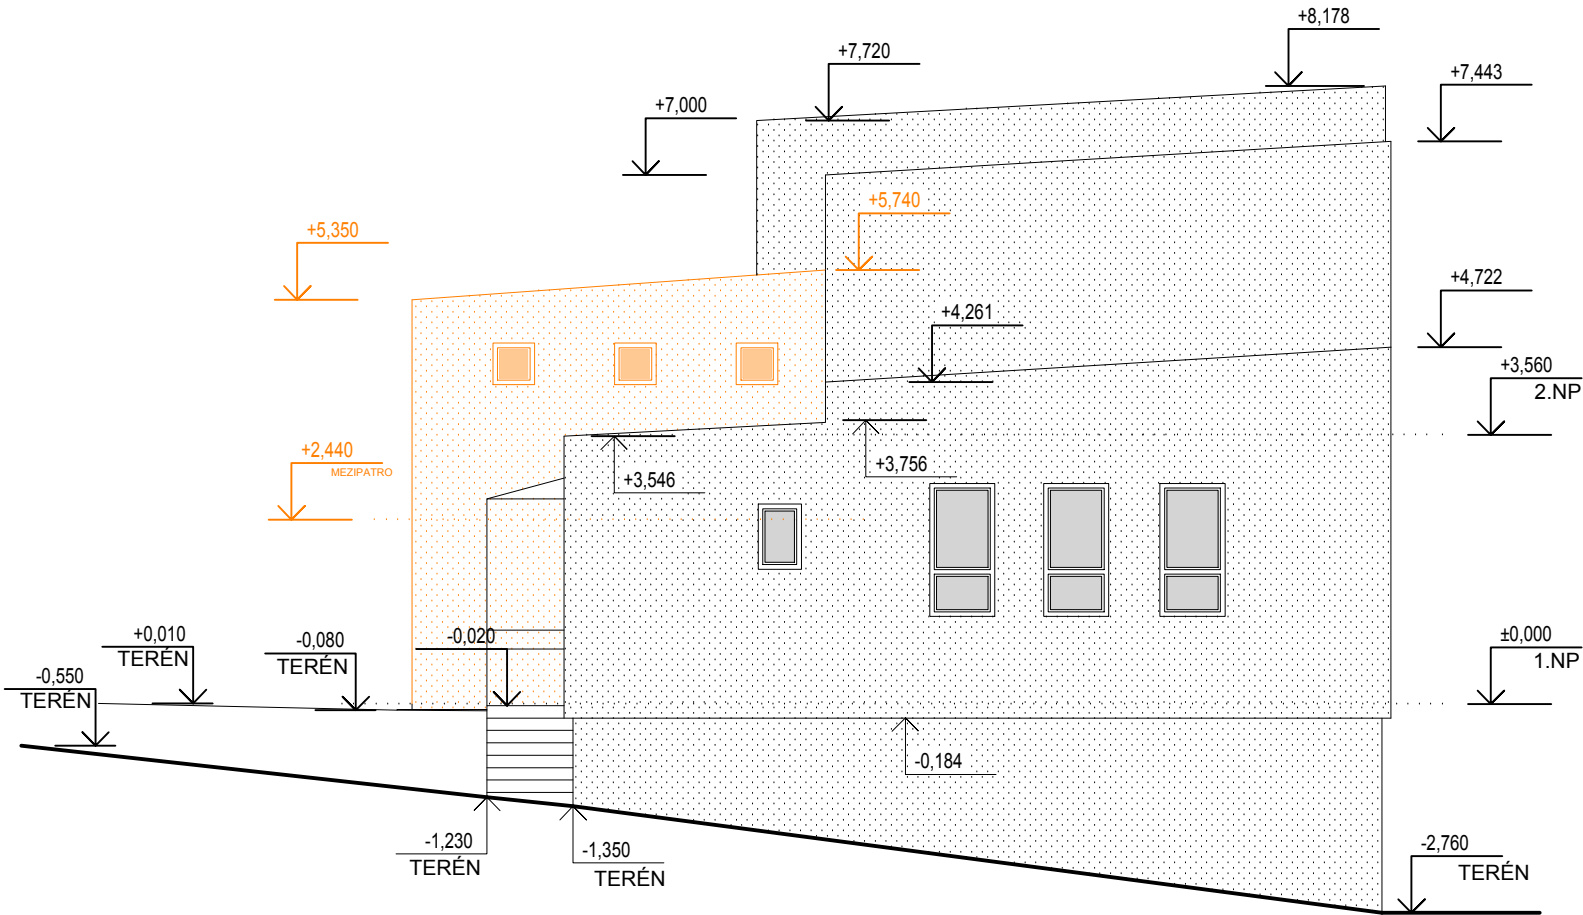 +8,178
+7,720
+7,443
+7,000
+5,740
+5,350
+4,722
+4,261
+3,560
2.NP
+2,440
MEZIPATRO
+3,756
+3,546
+0,010
TERÉN
-0,080
TERÉN
-0,020
±0,000
1.NP
-0,550
TERÉN
-0,184
-1,230
TERÉN
-1,350
TERÉN
-2,760
TERÉN